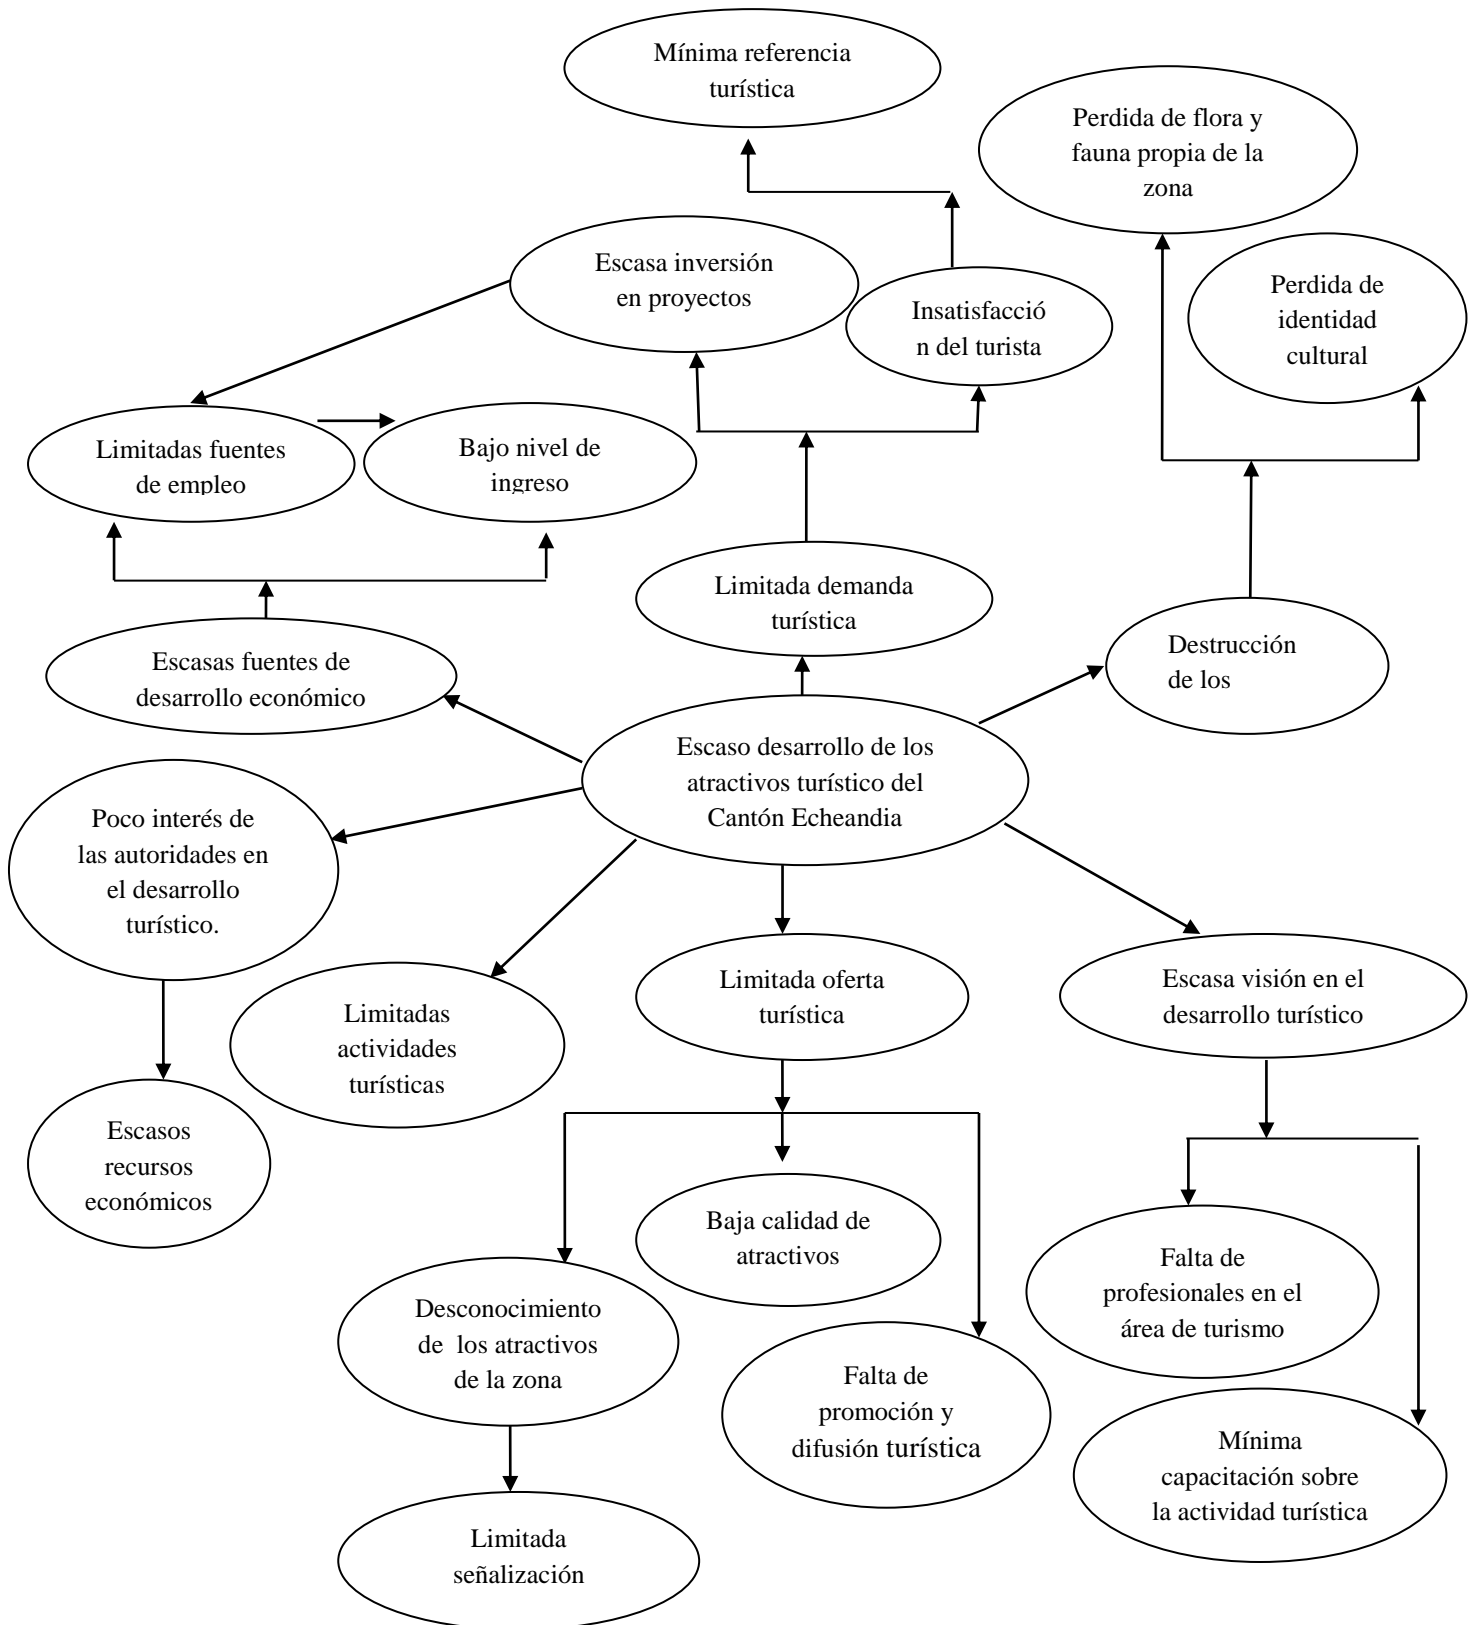 Mínima referencia
turística
Perdida de flora y
fauna propia de la
zona
Escasa inversión
en proyectos
Insatisfacció
n del turista
Perdida de
identidad
cultural
Limitadas fuentes
de empleo
Bajo nivel de
ingreso
Limitada demanda
turística
Escasas fuentes de
desarrollo económico
Destrucción
de los
Escaso desarrollo de los
atractivos turístico del
Cantón Echeandia
Poco interés de
las autoridades en
el desarrollo
turístico.
Limitadas
actividades
turísticas
Limitada oferta
turística
Escasa visión en el
desarrollo turístico
Escasos
recursos
económicos
Baja calidad de
atractivos
Desconocimiento
de  los atractivos
de la zona
Falta de
promoción y
difusión turística
Falta de
profesionales en el
área de turismo
Mínima
capacitación sobre
la actividad turística
Limitada
señalización